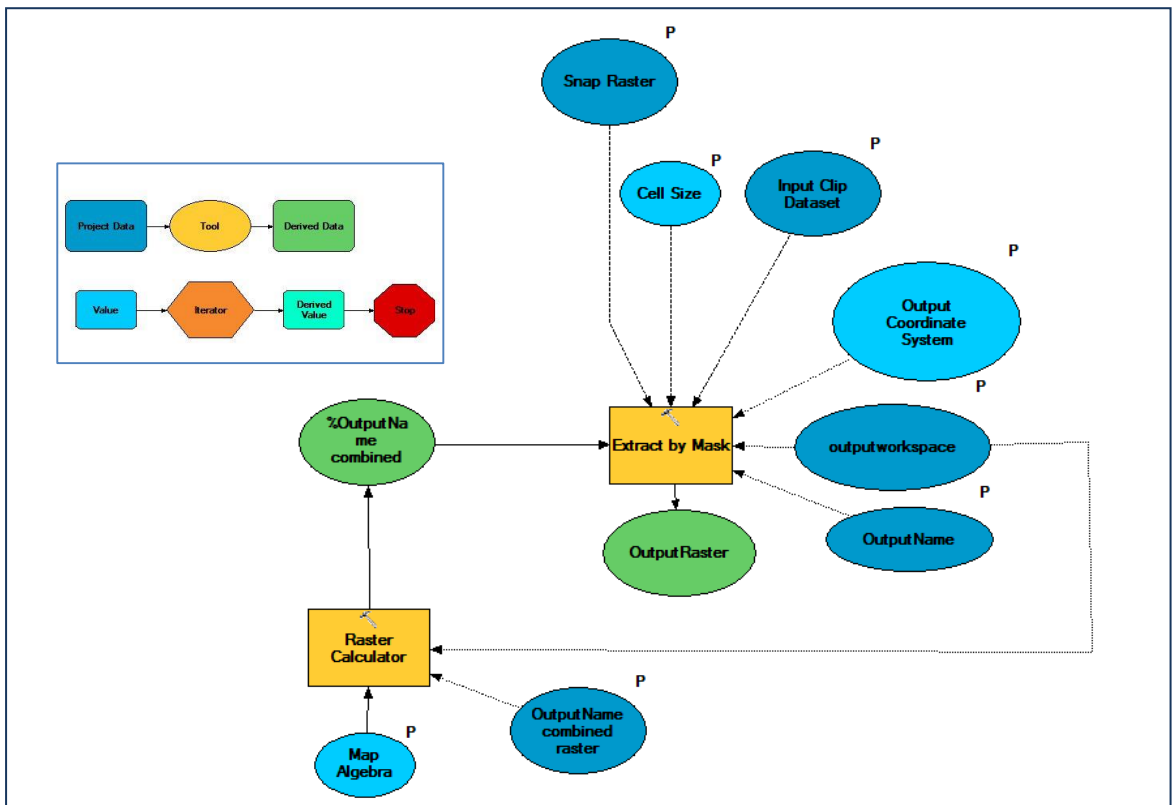 P
Snap Raster
P
Cell Size
P
Input Clip
Dataset
Project Data
Tool
Derived Data
Value
Iterator
Derived
Value
Stop
P
Output
Coordinate
System
P
%OutputNa
me
combined
Extract by Mask
outputworkspace
P
OutputName
OutputRaster
Raster
Calculator
P
OutputName
combined
raster
P
Map
Algebra